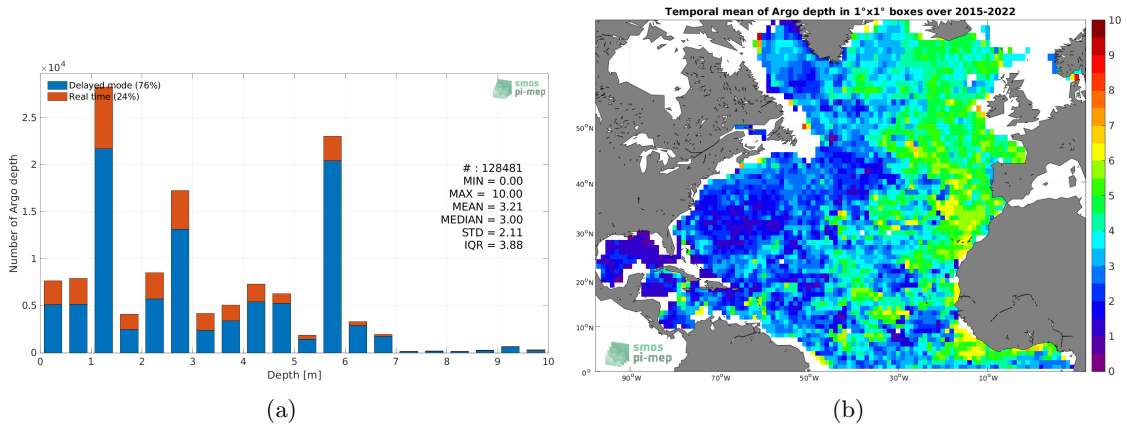 ×10⁴
Delayed mode (76%)
Real time (24%)
smos
pi-mep
# : 128481
MIN = 0.00
MAX = 10.00
MEAN = 3.21
MEDIAN = 3.00
STD = 2.11
IQR = 3.88
Number of Argo depth
2.5
2
1.5
1
0.5
0
0 1 2 3 4 5 6 7 8 9 10
Depth [m]
(a)
Temporal mean of Argo depth in 1°x1° boxes over 2015-2022
50°N
40°N
30°N
20°N
10°N
0°
90°W 70°W 50°W 30°W 10°W
smos
pi-mep
10
9
8
7
6
5
4
3
2
1
0
(b)